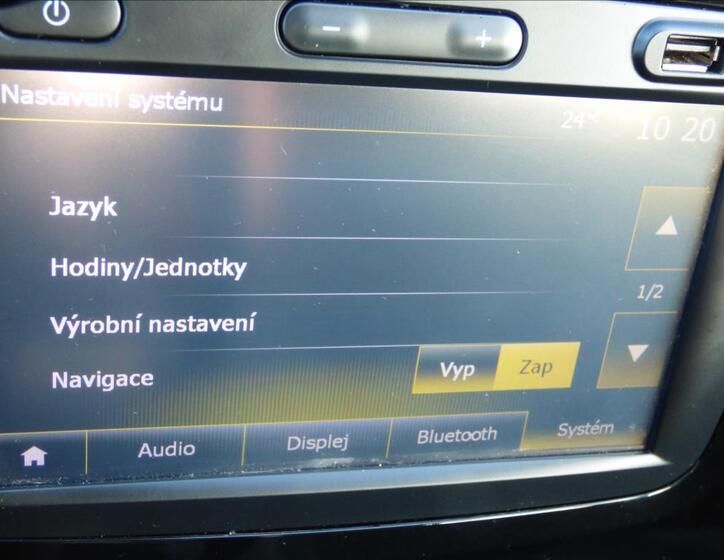 Nastavení systému
24°C 10 20
Jazyk
Hodiny/Jednotky
1/2
Výrobní nastavení
Navigace Vyp Zap
Audio Displej Bluetooth Systém